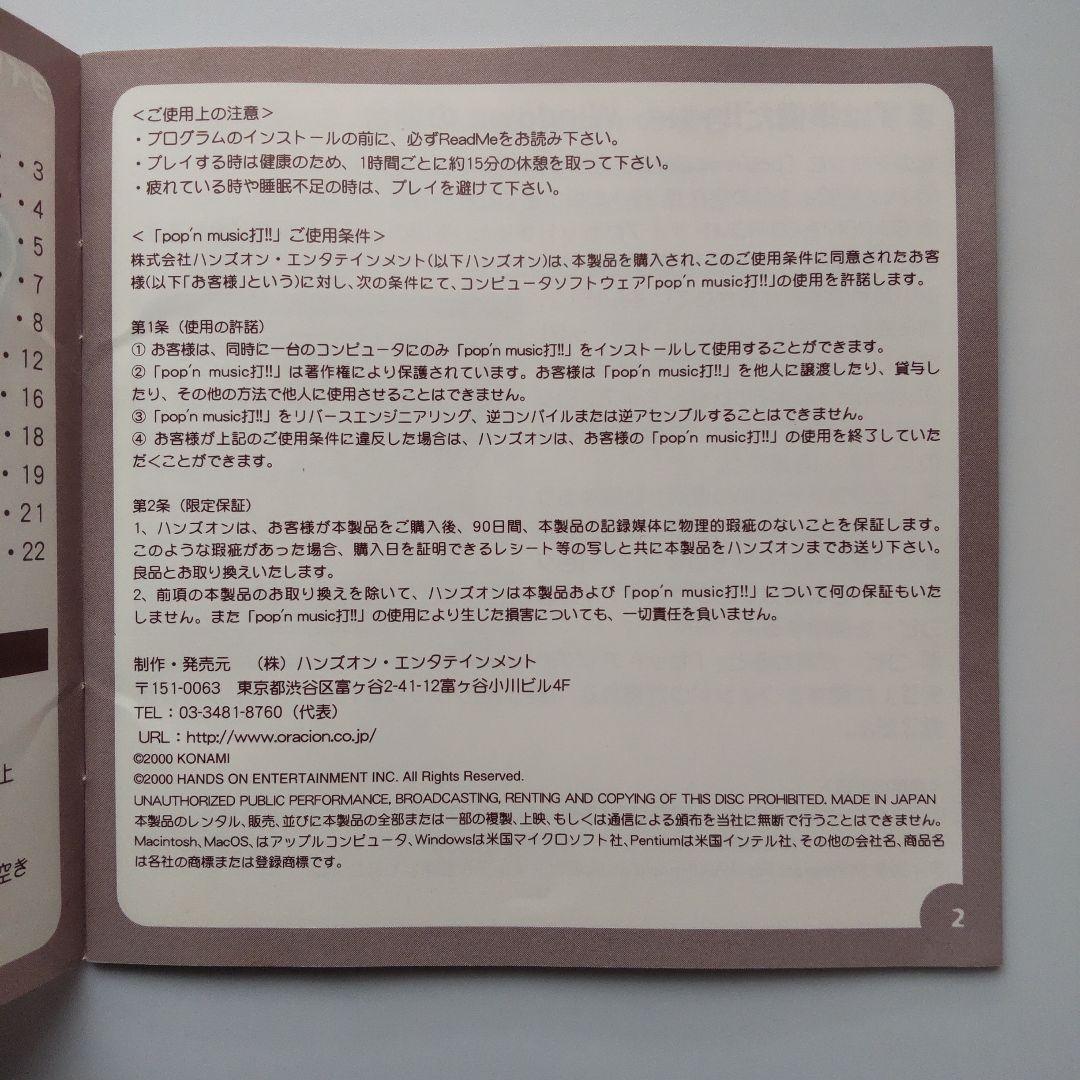 ・3
・4
・5
・7
・8
・12
・16
・18
・19
・21
・22
上
空き
＜ご使用上の注意＞
・プログラムのインストールの前に、必ずReadMeをお読み下さい。
・プレイする時は健康のため、1時間ごとに約15分の休憩を取って下さい。
・疲れている時や睡眠不足の時は、プレイを避けて下さい。
＜「pop'n music打!!」ご使用条件＞
株式会社ハンズオン・エンタテインメント(以下ハンズオン)は、本製品を購入され、このご使用条件に同意されたお客
様(以下「お客様」という)に対し、次の条件にて、コンピュータソフトウェア「pop'n music打!!」の使用を許諾します。
第1条（使用の許諾）
① お客様は、同時に一台のコンピュータにのみ「pop'n music打!!」をインストールして使用することができます。
② 「pop'n music打!!」は著作権により保護されています。お客様は「pop'n music打!!」を他人に譲渡したり、貸与し
たり、その他の方法で他人に使用させることはできません。
③「pop'n music打!!」をリバースエンジニアリング、逆コンパイルまたは逆アセンブルすることはできません。
④ お客様が上記のご使用条件に違反した場合は、ハンズオンは、お客様の「pop'n music打!!」の使用を終了していた
だくことができます。
第2条（限定保証）
1、ハンズオンは、お客様が本製品をご購入後、90日間、本製品の記録媒体に物理的瑕疵のないことを保証します。
このような瑕疵があった場合、購入日を証明できるレシート等の写しと共に本製品をハンズオンまでお送り下さい。
良品とお取り換えいたします。
2、前項の本製品のお取り換えを除いて、ハンズオンは本製品および「pop'n music打!!」について何の保証もいた
しません。また「pop'n music打!!」の使用により生じた損害についても、一切責任を負いません。
制作・発売元　（株）ハンズオン・エンタテインメント
〒151-0063　東京都渋谷区富ヶ谷2-41-12富ヶ谷小川ビル4F
TEL：03-3481-8760（代表）
URL：http://www.oracion.co.jp/
©2000 KONAMI
©2000 HANDS ON ENTERTAINMENT INC. All Rights Reserved.
UNAUTHORIZED PUBLIC PERFORMANCE, BROADCASTING, RENTING AND COPYING OF THIS DISC PROHIBITED. MADE IN JAPAN
本製品のレンタル、販売、並びに本製品の全部または一部の複製、上映、もしくは通信による頒布を当社に無断で行うことはできません。
Macintosh、MacOS、はアップルコンピュータ、Windowsは米国マイクロソフト社、Pentiumは米国インテル社、その他の会社名、商品名
は各社の商標または登録商標です。
2